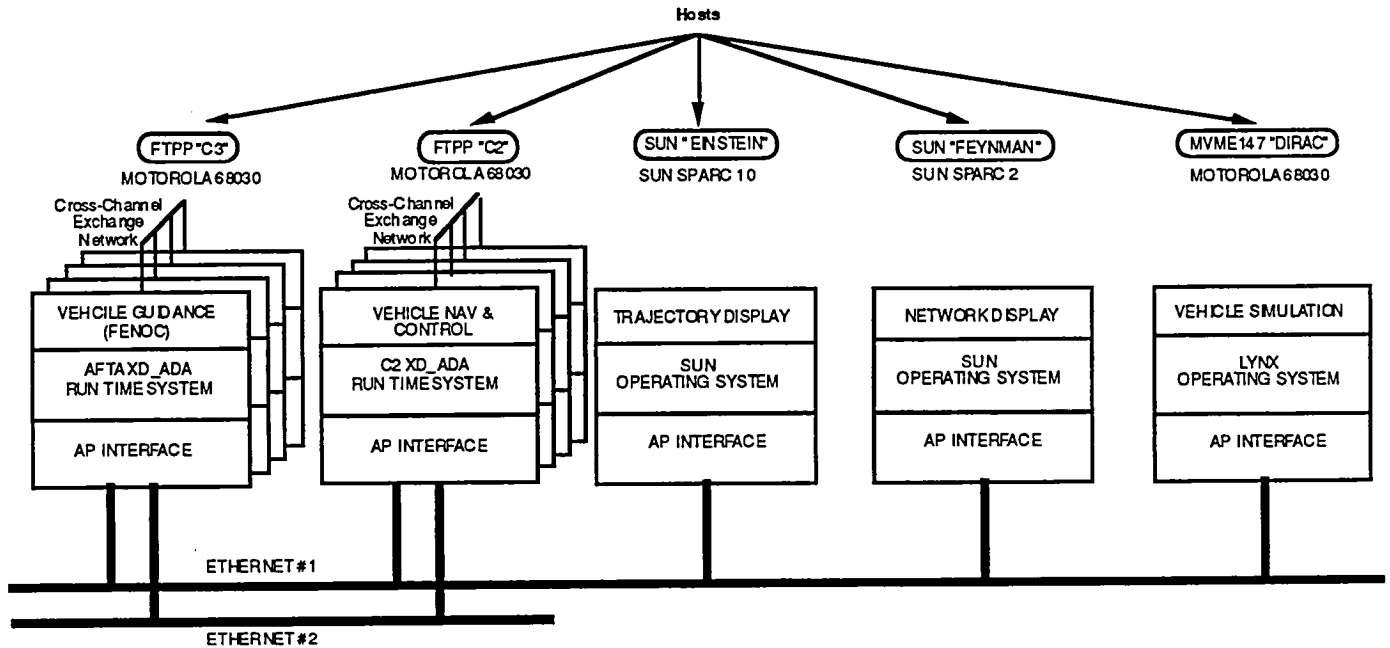 Hosts
FTPP "C3"
MOTOROLA 68030
Cross-Channel
Exchange
Network
VEHCILE GUIDANCE
(FENOC)
AFTA XD_ADA
RUN TIME SYSTEM
AP INTERFACE
FTPP "C2"
MOTOROLA 68030
Cross-Channel
Exchange
Network
VEHICLE NAV &
CONTROL
C2 XD_ADA
RUN TIME SYSTEM
AP INTERFACE
SUN "EINSTEIN"
SUN SPARC 10
TRAJECTORY DISPLAY
SUN
OPERATING SYSTEM
AP INTERFACE
SUN "FEYNMAN"
SUN SPARC 2
NETWORK DISPLAY
SUN
OPERATING SYSTEM
AP INTERFACE
MVME147 "DIRAC"
MOTOROLA 68030
VEHICLE SIMULATION
LYNX
OPERATING SYSTEM
AP INTERFACE
ETHERNET #1
ETHERNET #2